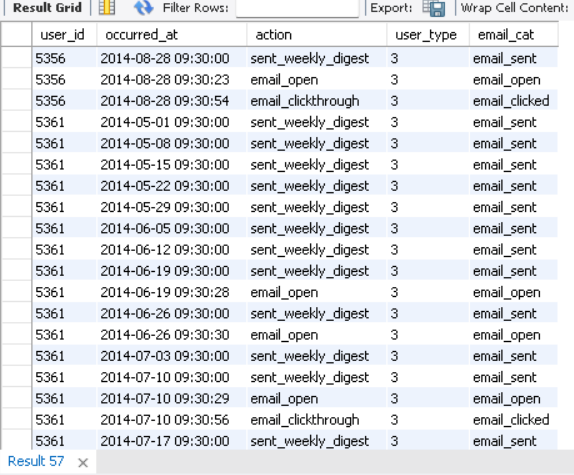 Result Grid Filter Rows: Export: Wrap Cell Content:
user_id occurred_at action user_type email_cat
5356 2014-08-28 09:30:00 sent_weekly_digest 3 email_sent
5356 2014-08-28 09:30:23 email_open 3 email_open
5356 2014-08-28 09:30:54 email_clickthrough 3 email_clicked
5361 2014-05-01 09:30:00 sent_weekly_digest 3 email_sent
5361 2014-05-08 09:30:00 sent_weekly_digest 3 email_sent
5361 2014-05-15 09:30:00 sent_weekly_digest 3 email_sent
5361 2014-05-22 09:30:00 sent_weekly_digest 3 email_sent
5361 2014-05-29 09:30:00 sent_weekly_digest 3 email_sent
5361 2014-06-05 09:30:00 sent_weekly_digest 3 email_sent
5361 2014-06-12 09:30:00 sent_weekly_digest 3 email_sent
5361 2014-06-19 09:30:00 sent_weekly_digest 3 email_sent
5361 2014-06-19 09:30:28 email_open 3 email_open
5361 2014-06-26 09:30:00 sent_weekly_digest 3 email_sent
5361 2014-06-26 09:30:30 email_open 3 email_open
5361 2014-07-03 09:30:00 sent_weekly_digest 3 email_sent
5361 2014-07-10 09:30:00 sent_weekly_digest 3 email_sent
5361 2014-07-10 09:30:29 email_open 3 email_open
5361 2014-07-10 09:30:56 email_clickthrough 3 email_clicked
5361 2014-07-17 09:30:00 sent_weekly_digest 3 email_sent
Result 57